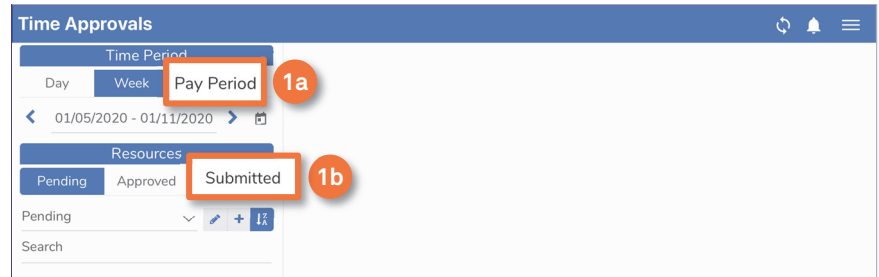 Time Approvals
Time Period
Day Week Pay Period 1a
01/05/2020 - 01/11/2020
Resources
Pending Approved Submitted 1b
Pending
Search